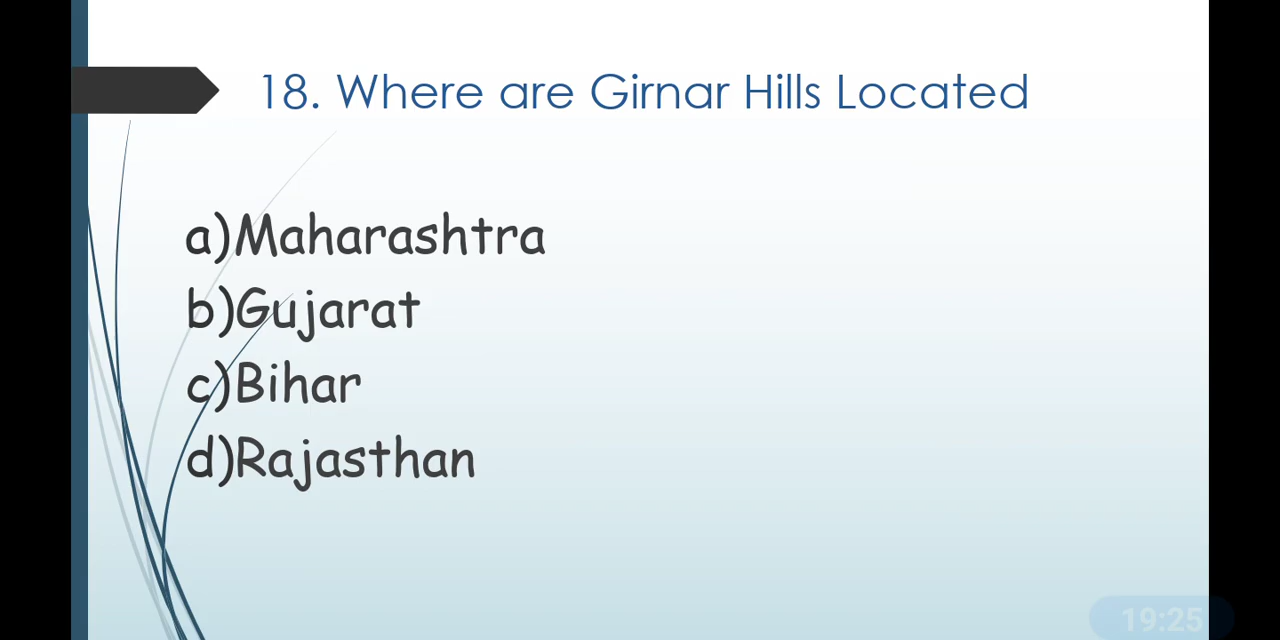 18. Where are Girnar Hills Located
a)Maharashtra
b)Gujarat
c)Bihar
d)Rajasthan
19:25